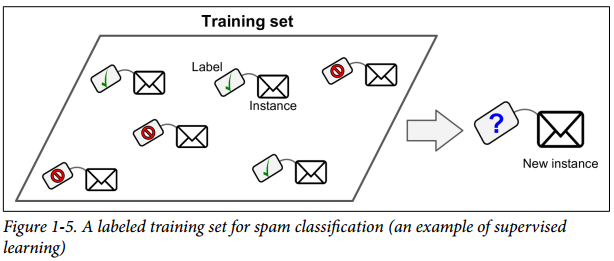 Training set
Label
Instance
?
New instance
Figure 1-5. A labeled training set for spam classification (an example of supervised
learning)